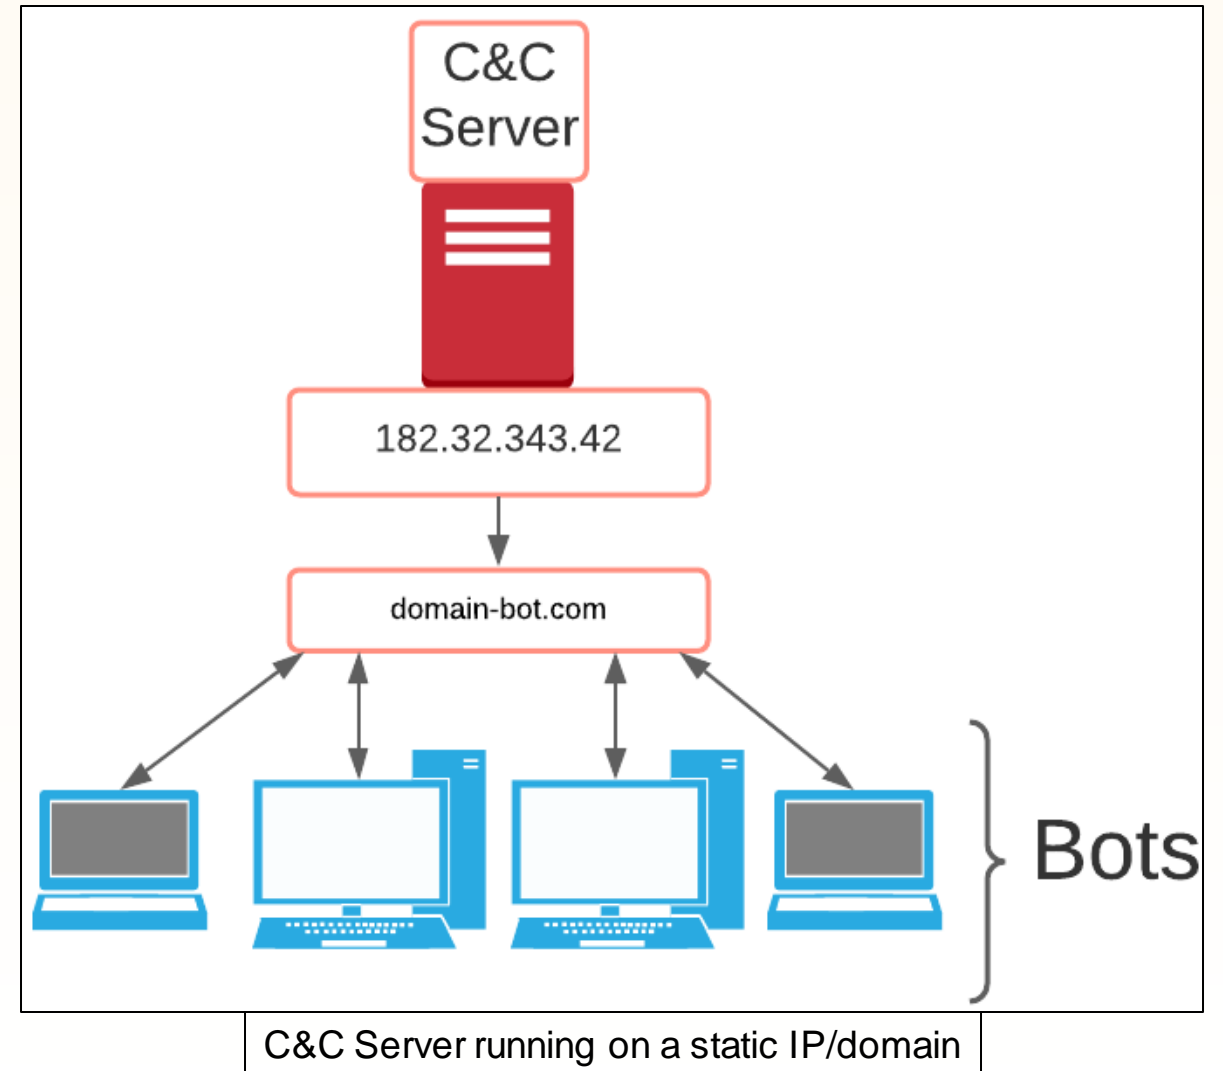 C&C
Server
182.32.343.42
domain-bot.com
Bots
C&C Server running on a static IP/domain